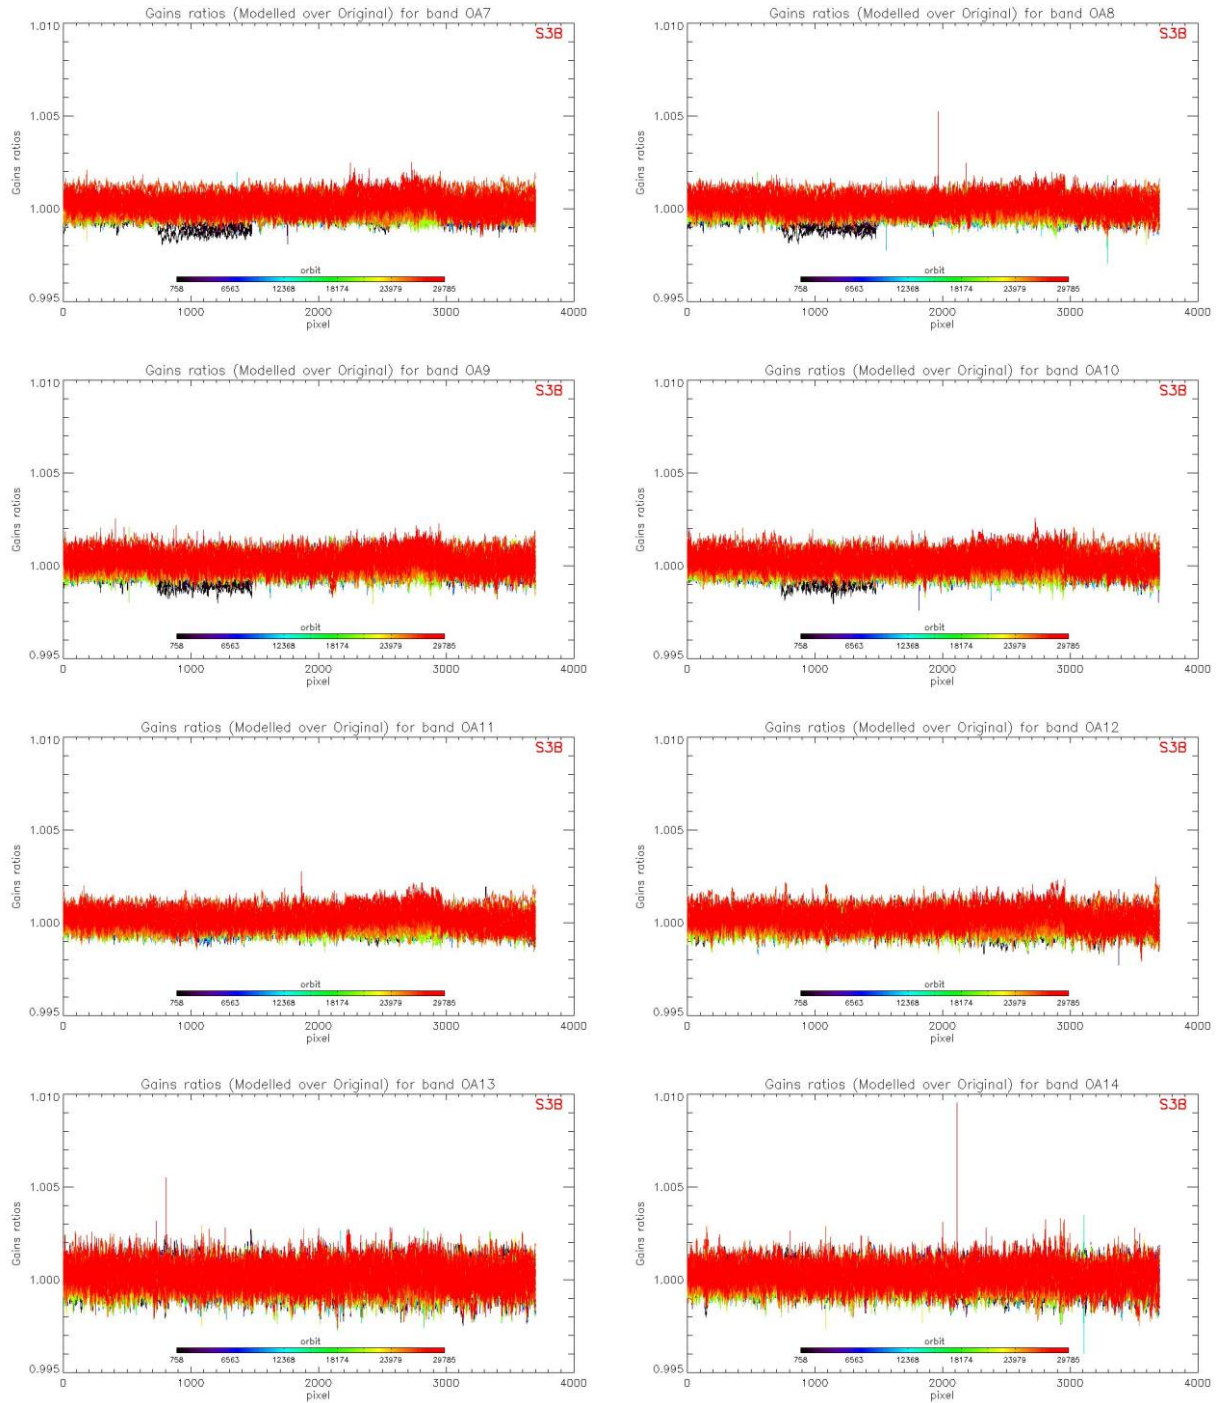 Gains ratios (Modelled over Original) for band OA7
S3B
1.010
1.005
1.000
0.995
Gains ratios
orbit
758 6563 12368 18174 23979 29785
0 1000 2000 3000 4000
pixel
Gains ratios (Modelled over Original) for band OA8
S3B
1.010
1.005
1.000
0.995
Gains ratios
orbit
758 6563 12368 18174 23979 29785
0 1000 2000 3000 4000
pixel
Gains ratios (Modelled over Original) for band OA9
S3B
1.010
1.005
1.000
0.995
Gains ratios
orbit
758 6563 12368 18174 23979 29785
0 1000 2000 3000 4000
pixel
Gains ratios (Modelled over Original) for band OA10
S3B
1.010
1.005
1.000
0.995
Gains ratios
orbit
758 6563 12368 18174 23979 29785
0 1000 2000 3000 4000
pixel
Gains ratios (Modelled over Original) for band OA11
S3B
1.010
1.005
1.000
0.995
Gains ratios
orbit
758 6563 12368 18174 23979 29785
0 1000 2000 3000 4000
pixel
Gains ratios (Modelled over Original) for band OA12
S3B
1.010
1.005
1.000
0.995
Gains ratios
orbit
758 6563 12368 18174 23979 29785
0 1000 2000 3000 4000
pixel
Gains ratios (Modelled over Original) for band OA13
S3B
1.010
1.005
1.000
0.995
Gains ratios
orbit
758 6563 12368 18174 23979 29785
0 1000 2000 3000 4000
pixel
Gains ratios (Modelled over Original) for band OA14
S3B
1.010
1.005
1.000
0.995
Gains ratios
orbit
758 6563 12368 18174 23979 29785
0 1000 2000 3000 4000
pixel